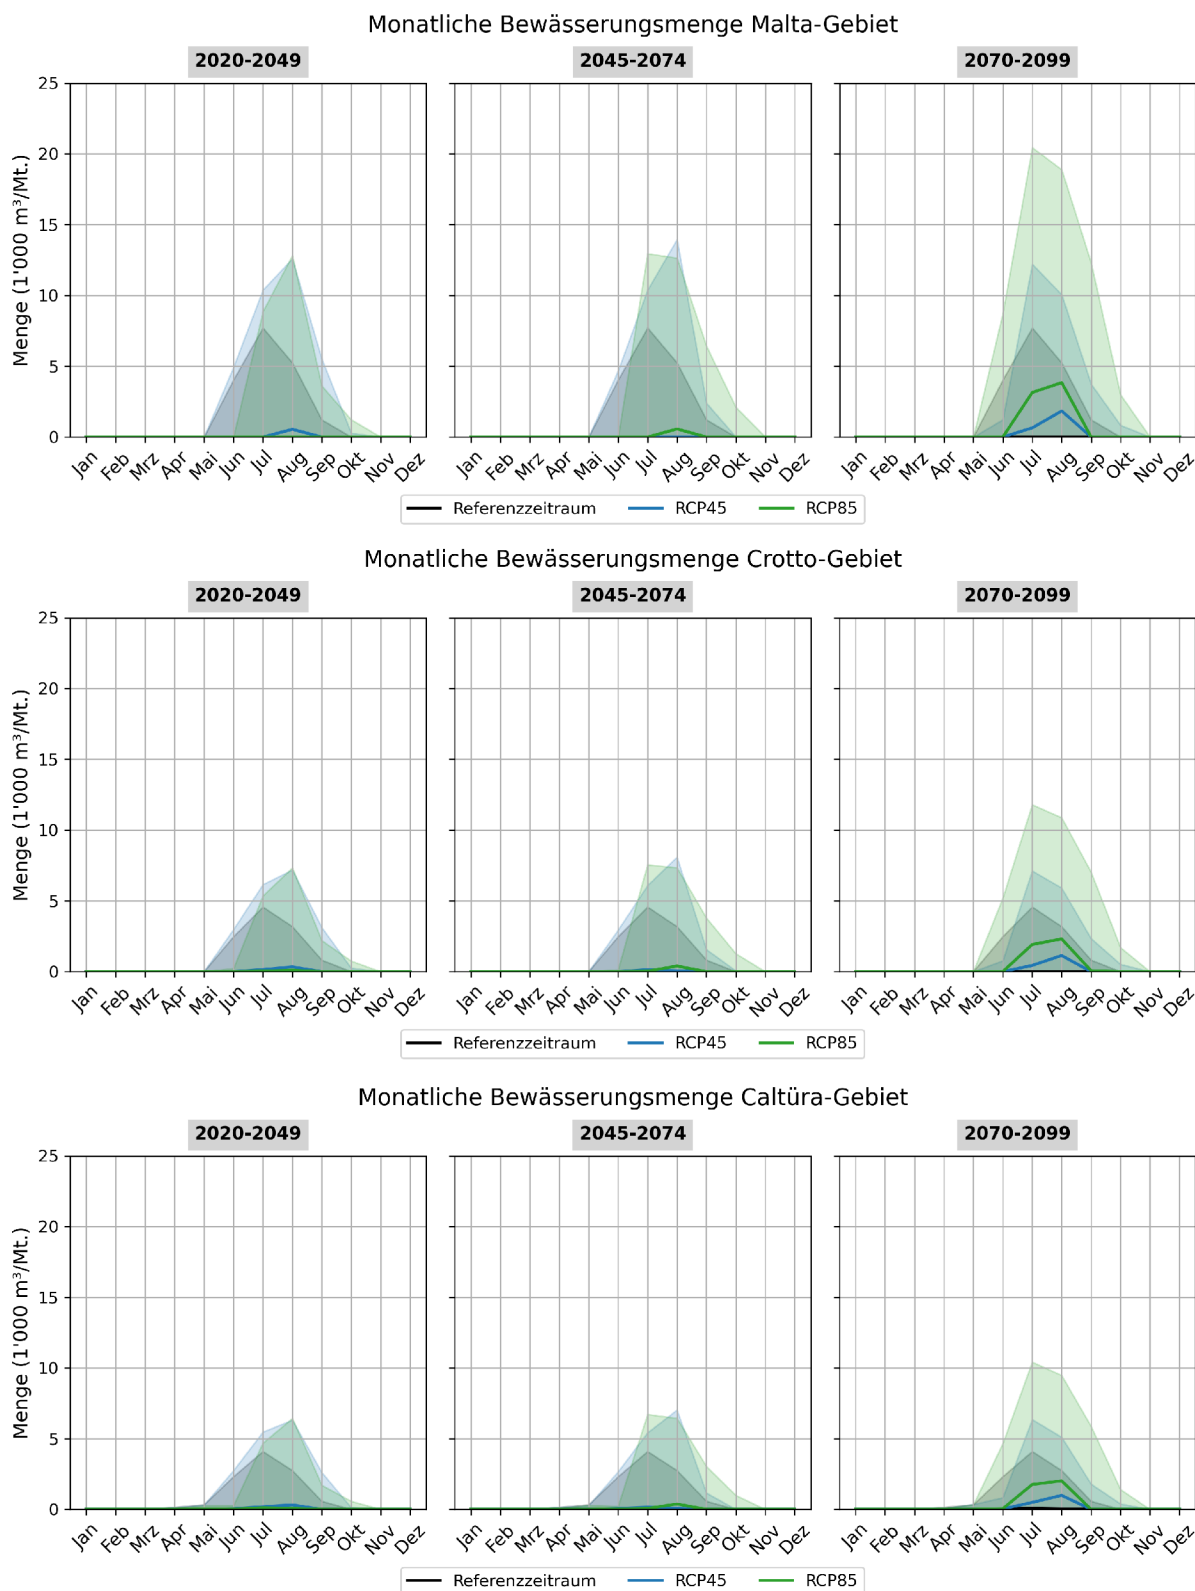 Monatliche Bewässerungsmenge Malta-Gebiet
2020-2049 2045-2074 2070-2099
Menge (1'000 m³/Mt.)
25
20
15
10
5
0
Jan Feb Mrz Apr Mai Jun Jul Aug Sep Okt Nov Dez Jan Feb Mrz Apr Mai Jun Jul Aug Sep Okt Nov Dez Jan Feb Mrz Apr Mai Jun Jul Aug Sep Okt Nov Dez
Referenzzeitraum RCP45 RCP85
Monatliche Bewässerungsmenge Crotto-Gebiet
2020-2049 2045-2074 2070-2099
Menge (1'000 m³/Mt.)
25
20
15
10
5
0
Jan Feb Mrz Apr Mai Jun Jul Aug Sep Okt Nov Dez Jan Feb Mrz Apr Mai Jun Jul Aug Sep Okt Nov Dez Jan Feb Mrz Apr Mai Jun Jul Aug Sep Okt Nov Dez
Referenzzeitraum RCP45 RCP85
Monatliche Bewässerungsmenge Caltüra-Gebiet
2020-2049 2045-2074 2070-2099
Menge (1'000 m³/Mt.)
25
20
15
10
5
0
Jan Feb Mrz Apr Mai Jun Jul Aug Sep Okt Nov Dez Jan Feb Mrz Apr Mai Jun Jul Aug Sep Okt Nov Dez Jan Feb Mrz Apr Mai Jun Jul Aug Sep Okt Nov Dez
Referenzzeitraum RCP45 RCP85